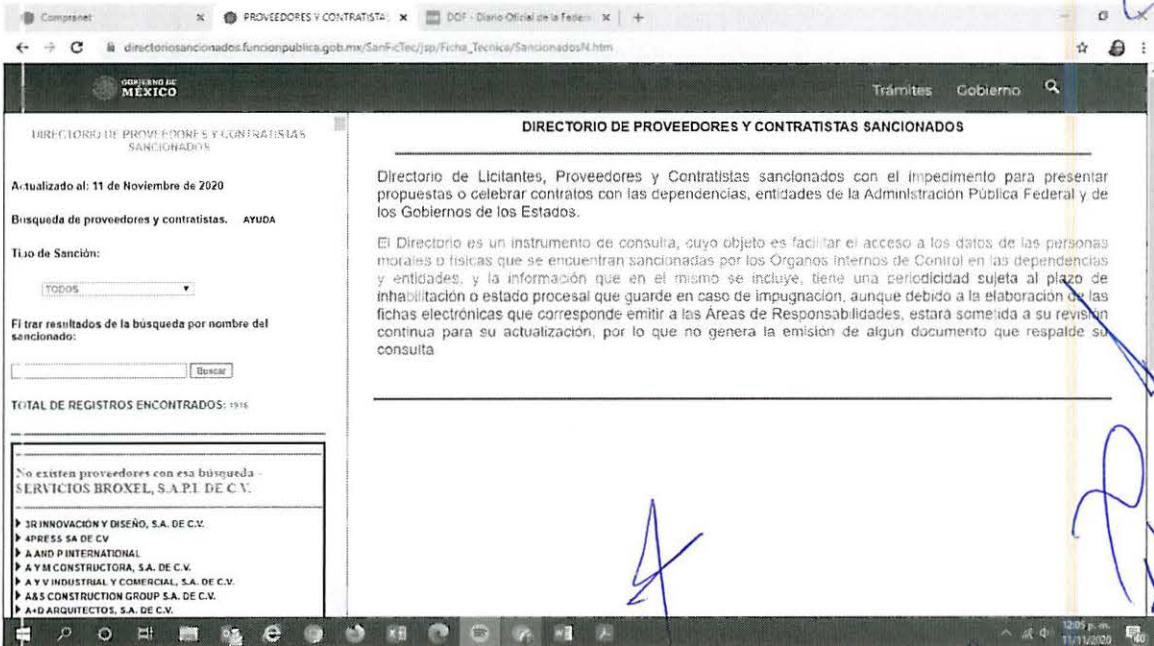 Compranet
PROVEEDORES Y CONTRATISTA
DOF - Diario Oficial de la Federa
directoriosancionados.funcionpublica.gob.mx/SanFicTec/jsp/Ficha_Tecnica/SancionadosN.htm
GOBIERNO DE
MÉXICO
Trámites Gobierno
DIRECTORIO DE PROVEEDORES Y CONTRATISTAS
SANCIONADOS
Actualizado al: 11 de Noviembre de 2020
Busqueda de proveedores y contratistas. AYUDA
Tipo de Sanción:
TODOS
Filtrar resultados de la búsqueda por nombre del
sancionado:
Buscar
TOTAL DE REGISTROS ENCONTRADOS: 1916
No existen proveedores con esa búsqueda -
SERVICIOS BROXEL, S.A.P.I. DE C.V.
3R INNOVACIÓN Y DISEÑO, S.A. DE C.V.
4PRESS SA DE CV
A AND P INTERNATIONAL
A Y M CONSTRUCTORA, S.A. DE C.V.
A Y V INDUSTRIAL Y COMERCIAL, S.A. DE C.V.
A&S CONSTRUCTION GROUP S.A. DE C.V.
A+D ARQUITECTOS, S.A. DE C.V.
DIRECTORIO DE PROVEEDORES Y CONTRATISTAS SANCIONADOS
Directorio de Licitantes, Proveedores y Contratistas sancionados con el impedimento para presentar
propuestas o celebrar contratos con las dependencias, entidades de la Administración Pública Federal y de
los Gobiernos de los Estados.
El Directorio es un instrumento de consulta, cuyo objeto es facilitar el acceso a los datos de las personas
morales o físicas que se encuentran sancionadas por los Órganos Internos de Control en las dependencias
y entidades, y la información que en el mismo se incluye, tiene una periodicidad sujeta al plazo de
inhabilitación o estado procesal que guarde en caso de impugnación, aunque debido a la elaboración de las
fichas electrónicas que corresponde emitir a las Áreas de Responsabilidades, estará sometida a su revisión
continua para su actualización, por lo que no genera la emisión de algun documento que respalde su
consulta
12:05 p. m.
11/11/2020
40